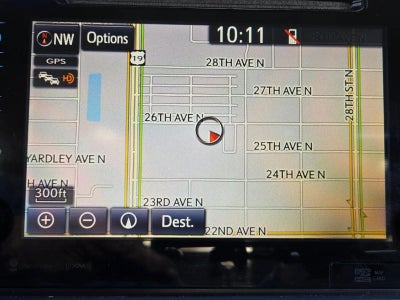 NW Options 10:11
GPS
19
28TH AVE N
27TH AVE N
28TH ST N
26TH AVE N
25TH AVE N
YARDLEY AVE N
24TH AVE N
H AVE N
300ft
23RD AVE N
Dest.
22ND AVE N